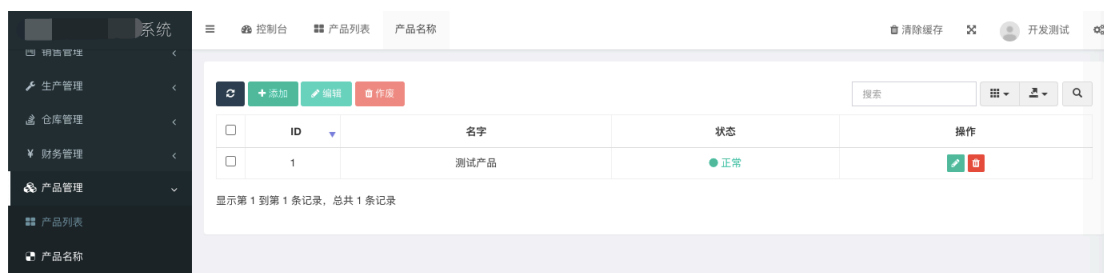 系统
控制台 产品列表 产品名称 清除缓存 开发测试
销售管理
生产管理
仓库管理
财务管理
产品管理
产品列表
产品名称
添加 编辑 作废 搜索
ID 名字 状态 操作
1 测试产品 正常
显示第 1 到第 1 条记录，总共 1 条记录